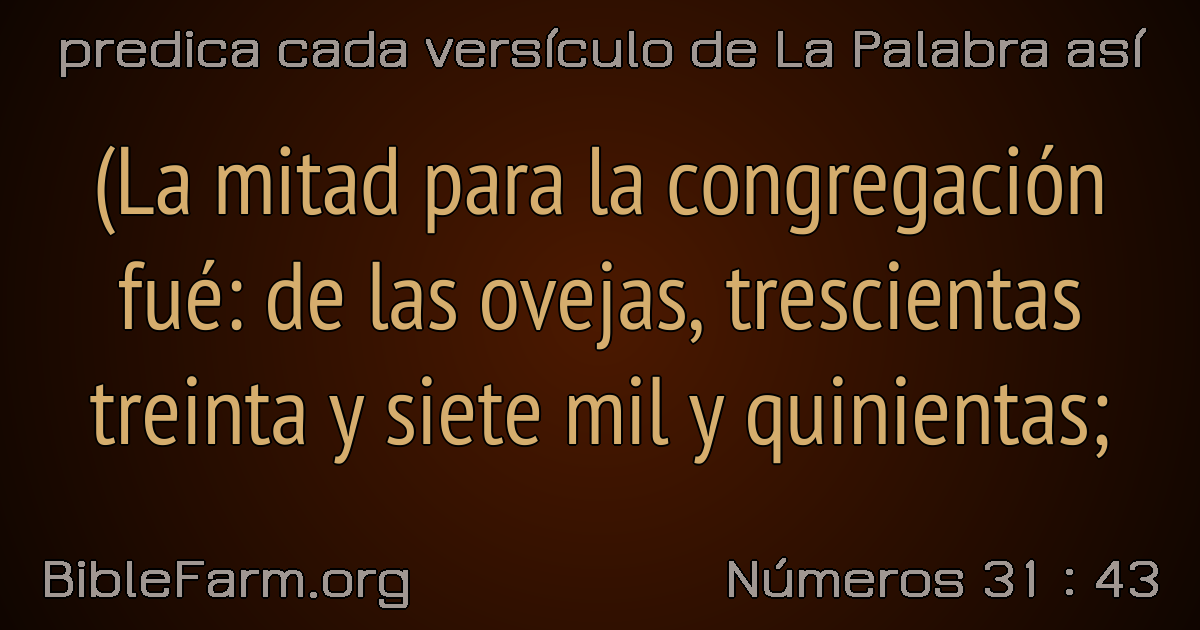 predica cada versículo de La Palabra así
(La mitad para la congregación
fué: de las ovejas, trescientas
treinta y siete mil y quinientas;
BibleFarm.org
Números 31 : 43